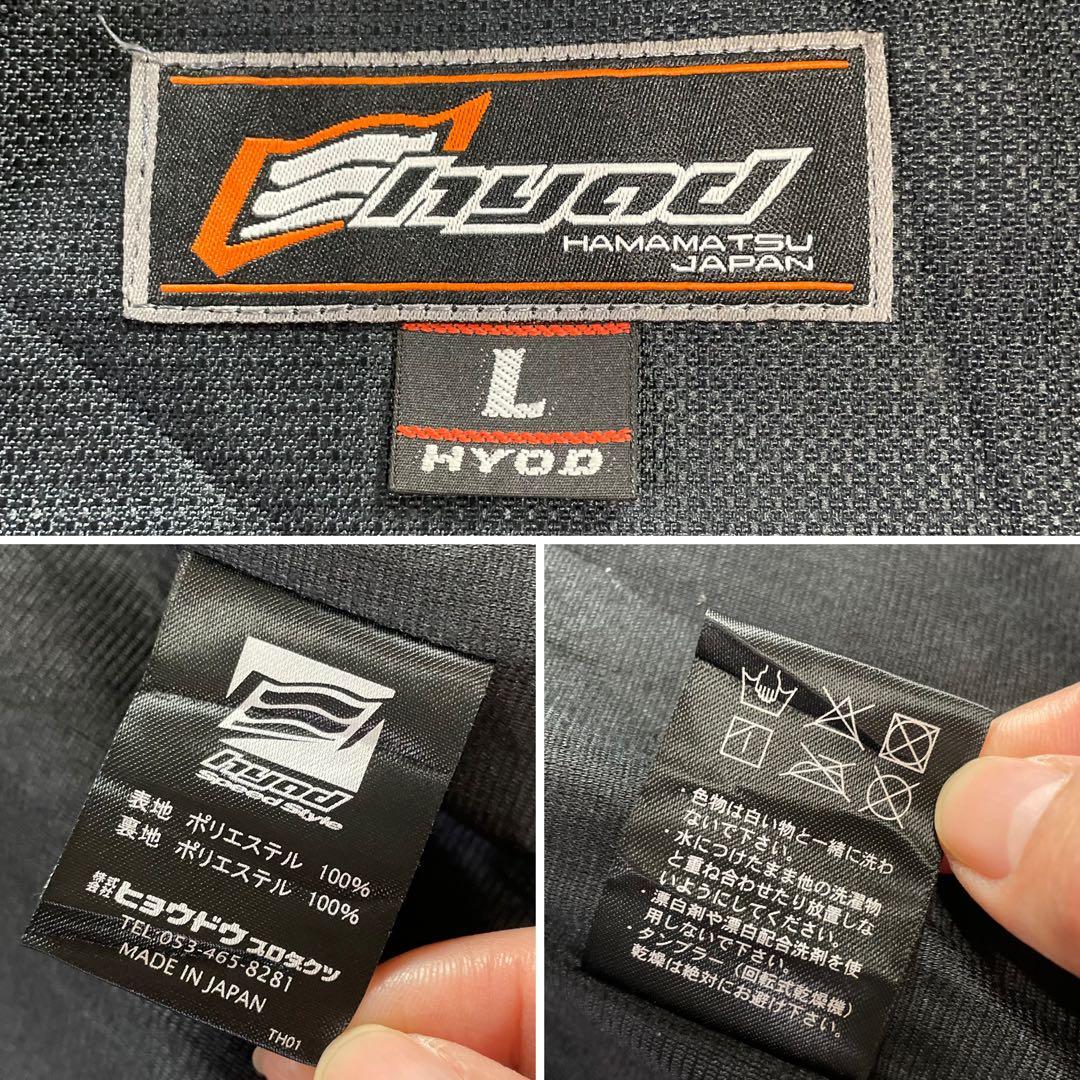 hyod
HAMAMATSU
JAPAN
L
HYOD
hyod
Speed Style
表地 ポリエステル 100%
裏地 ポリエステル 100%
株式会社ヒョウドウプロダクツ
TEL 053-465-8281
MADE IN JAPAN
TH01
・色物は白い物と一緒に洗わ
ないで下さい。
・水につけたまま他の洗濯物
と重ね合わせたり放置しな
いようにしてください。
・漂白剤や漂白配合洗剤を使
用しないで下さい。
・タンブラー（回転式乾燥機）
乾燥は絶対にお避け下さい。